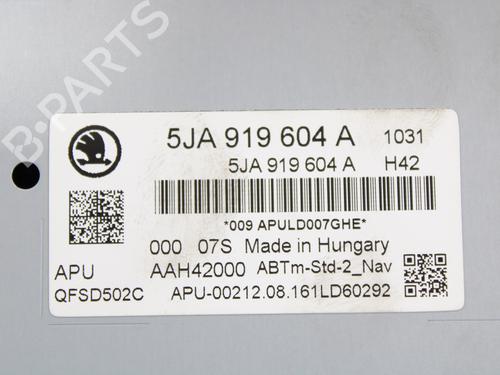 B-PARTS
5JA 919 604 A 1031
5JA 919 604 A H42
*009 APULD007GHE*
000 07S Made in Hungary
APU AAH42000 ABTm-Std-2_Nav
QFSD502C APU-00212.08.161LD60292